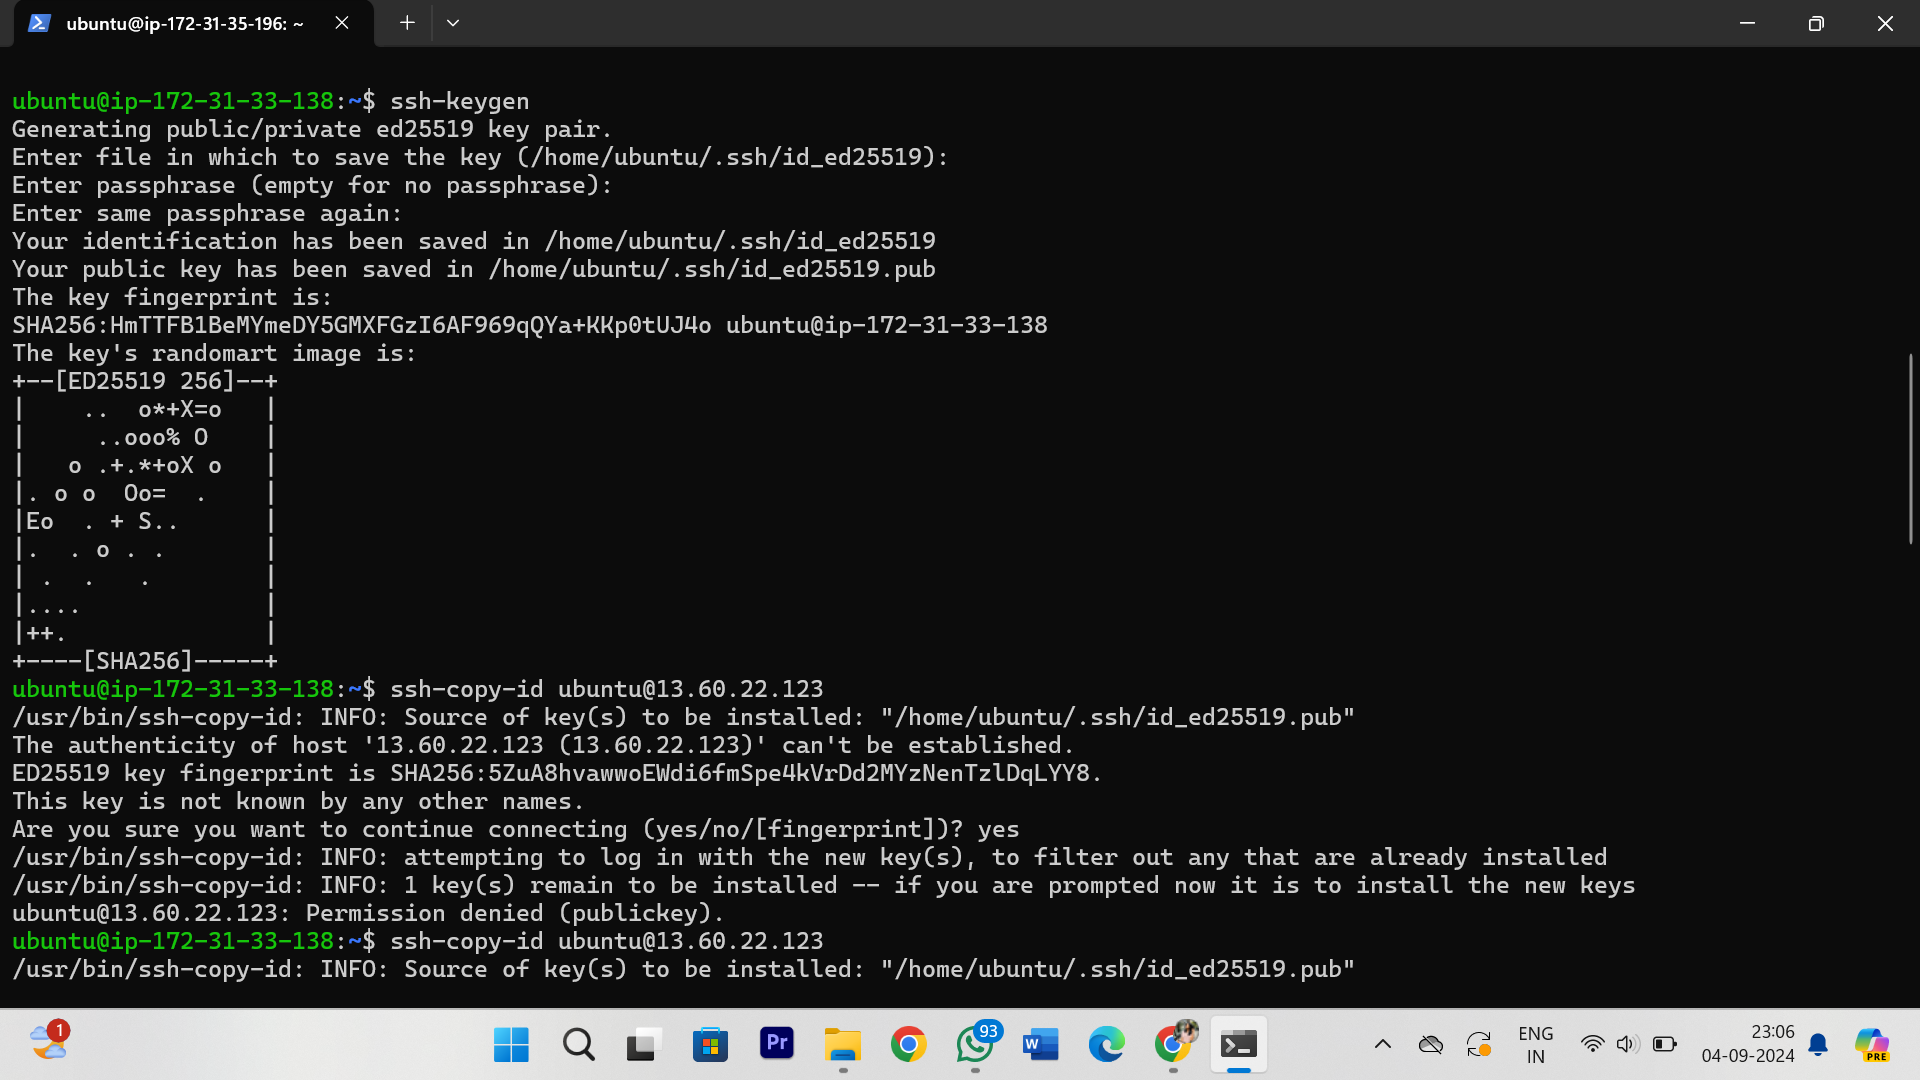 ubuntu@ip-172-31-35-196: ~
ubuntu@ip-172-31-33-138:~$ ssh-keygen
Generating public/private ed25519 key pair.
Enter file in which to save the key (/home/ubuntu/.ssh/id_ed25519):
Enter passphrase (empty for no passphrase):
Enter same passphrase again:
Your identification has been saved in /home/ubuntu/.ssh/id_ed25519
Your public key has been saved in /home/ubuntu/.ssh/id_ed25519.pub
The key fingerprint is:
SHA256:HmTTFB1BeMYmeDY5GMXFGzI6AF969qQYa+KKp0tUJ4o ubuntu@ip-172-31-33-138
The key's randomart image is:
+--[ED25519 256]--+
|    ..  o*+X=o   |
|     ..ooo% O    |
|   o .+.*+oX o   |
|. o o  Oo=  .    |
|Eo  . + S..      |
|.  . o . .       |
| .  .   .        |
|....             |
|++.              |
+----[SHA256]-----+
ubuntu@ip-172-31-33-138:~$ ssh-copy-id ubuntu@13.60.22.123
/usr/bin/ssh-copy-id: INFO: Source of key(s) to be installed: "/home/ubuntu/.ssh/id_ed25519.pub"
The authenticity of host '13.60.22.123 (13.60.22.123)' can't be established.
ED25519 key fingerprint is SHA256:5ZuA8hvawwoEWdi6fmSpe4kVrDd2MYzNenTzlDqLYY8.
This key is not known by any other names.
Are you sure you want to continue connecting (yes/no/[fingerprint])? yes
/usr/bin/ssh-copy-id: INFO: attempting to log in with the new key(s), to filter out any that are already installed
/usr/bin/ssh-copy-id: INFO: 1 key(s) remain to be installed -- if you are prompted now it is to install the new keys
ubuntu@13.60.22.123: Permission denied (publickey).
ubuntu@ip-172-31-33-138:~$ ssh-copy-id ubuntu@13.60.22.123
/usr/bin/ssh-copy-id: INFO: Source of key(s) to be installed: "/home/ubuntu/.ssh/id_ed25519.pub"
1
Pr
93
W
ENG
IN
23:06
04-09-2024
PRE